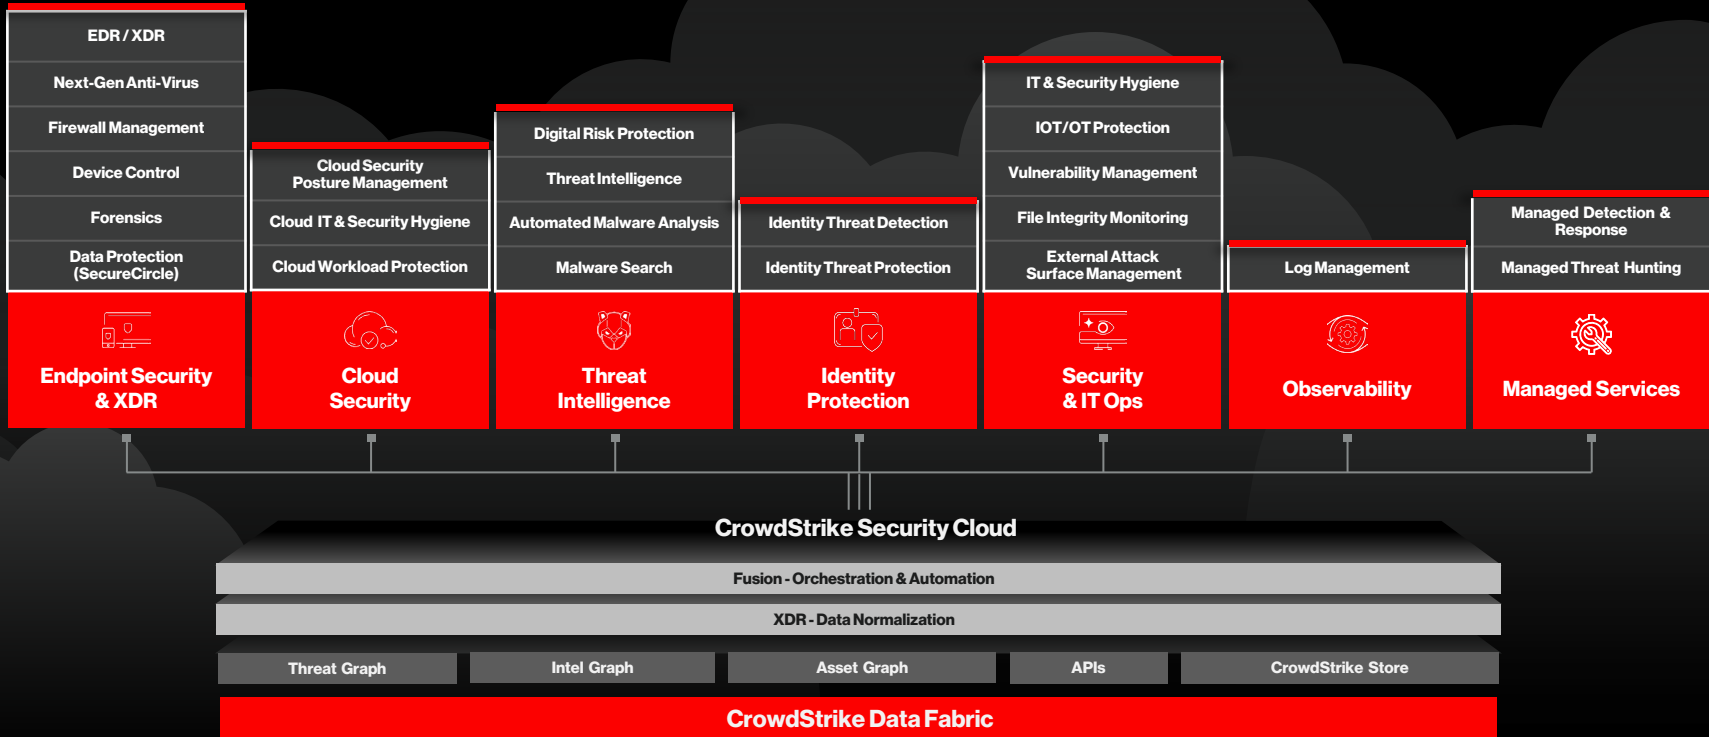 EDR / XDR
Next-Gen Anti-Virus
Firewall Management
Device Control
Forensics
Data Protection
(SecureCircle)
Endpoint Security
& XDR
Cloud Security
Posture Management
Cloud IT & Security Hygiene
Cloud Workload Protection
Cloud
Security
Digital Risk Protection
Threat Intelligence
Automated Malware Analysis
Malware Search
Threat
Intelligence
Identity Threat Detection
Identity Threat Protection
Identity
Protection
IT & Security Hygiene
IOT/OT Protection
Vulnerability Management
File Integrity Monitoring
External Attack
Surface Management
Security
& IT Ops
Log Management
Observability
Managed Detection &
Response
Managed Threat Hunting
Managed Services
CrowdStrike Security Cloud
Fusion - Orchestration & Automation
XDR - Data Normalization
Threat Graph
Intel Graph
Asset Graph
APIs
CrowdStrike Store
CrowdStrike Data Fabric